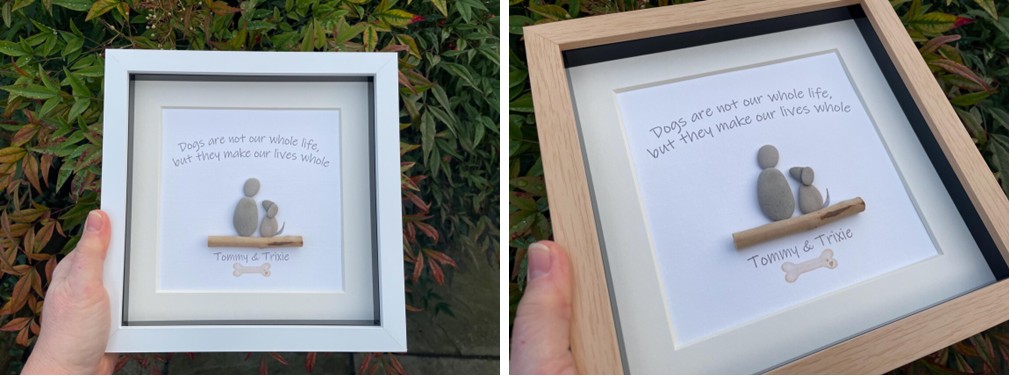 Dogs are not our whole life,
but they make our lives whole
Tommy & Trixie
Dogs are not our whole life,
but they make our lives whole
Tommy & Trixie